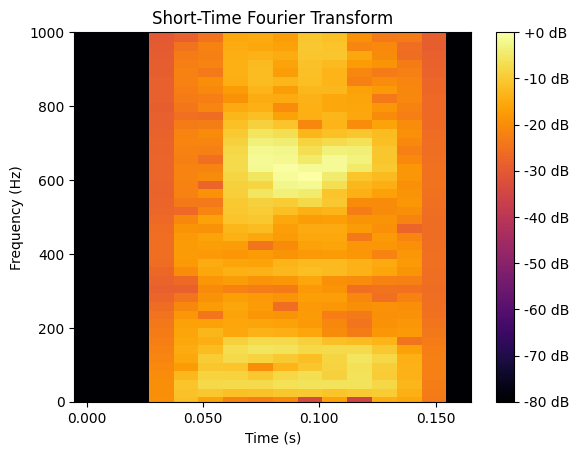 Short-Time Fourier Transform
1000
800
600
400
200
0
Frequency (Hz)
0.000
0.050
0.100
0.150
Time (s)
+0 dB
-10 dB
-20 dB
-30 dB
-40 dB
-50 dB
-60 dB
-70 dB
-80 dB